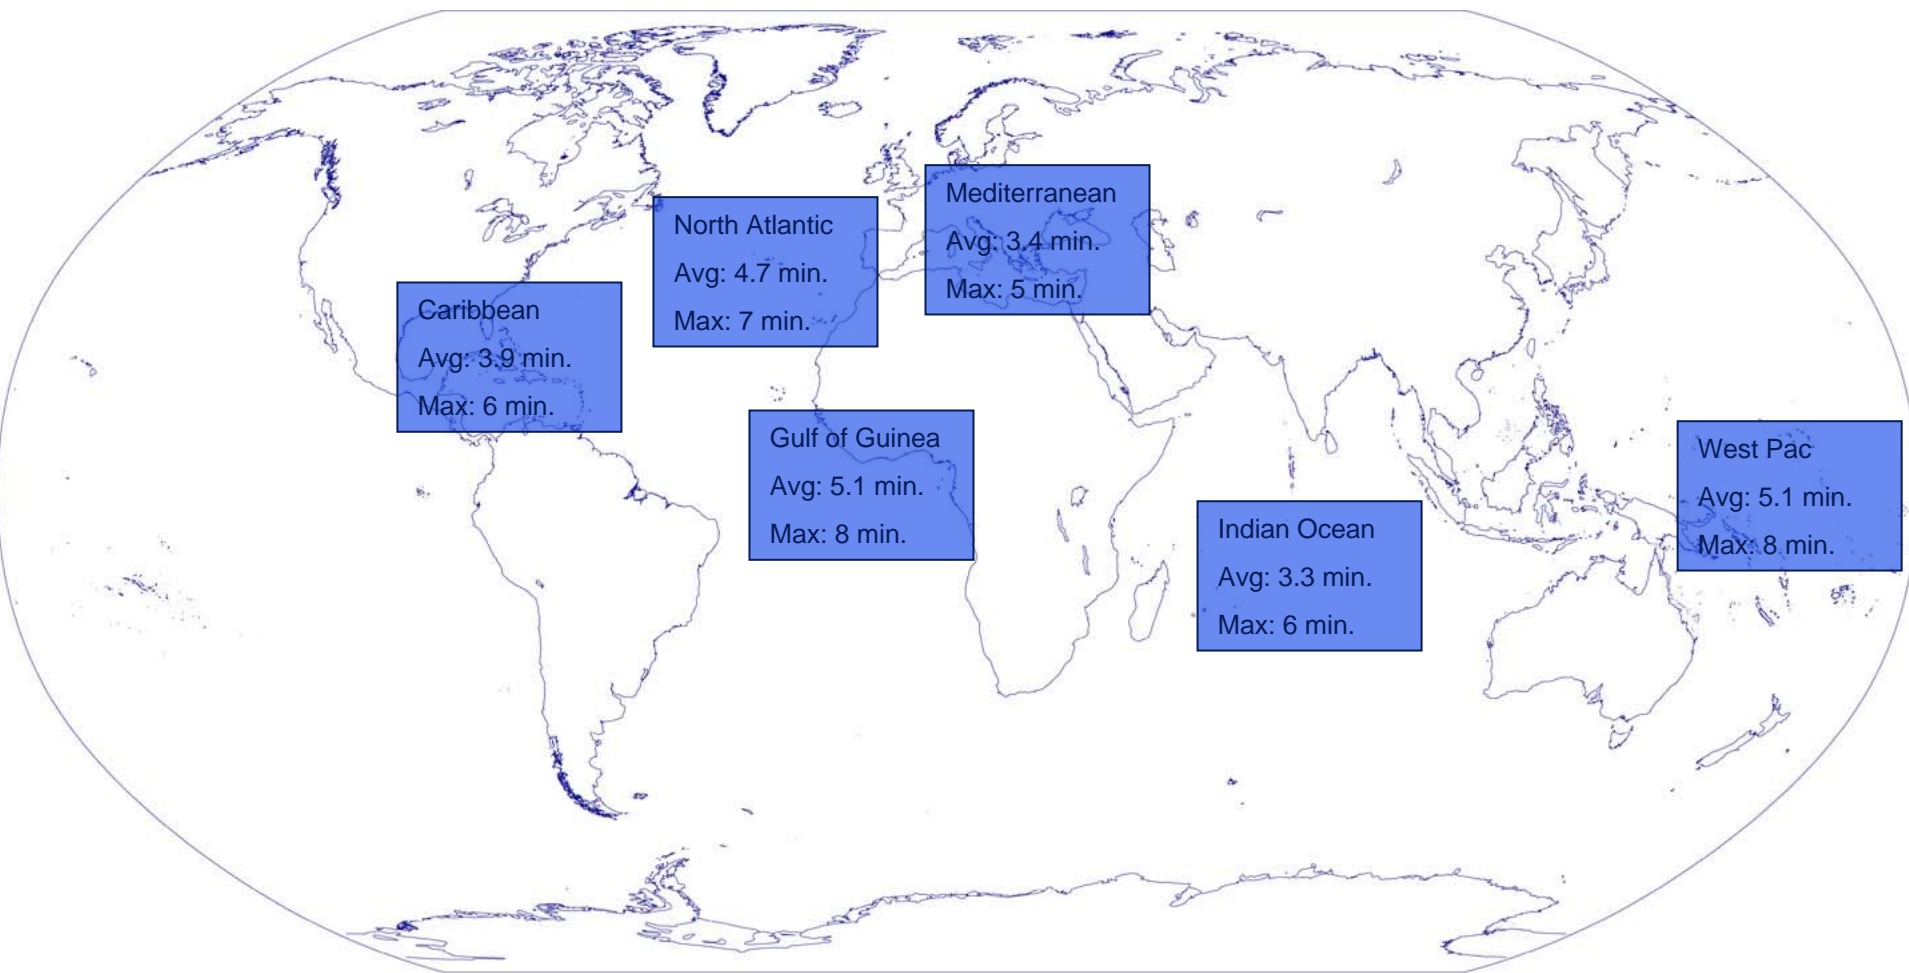 Mediterranean
Avg: 3.4 min.
Max: 5 min.
North Atlantic
Avg: 4.7 min.
Max: 7 min.
Caribbean
Avg: 3.9 min.
Max: 6 min.
Gulf of Guinea
Avg: 5.1 min.
Max: 8 min.
West Pac
Avg: 5.1 min.
Max: 8 min.
Indian Ocean
Avg: 3.3 min.
Max: 6 min.